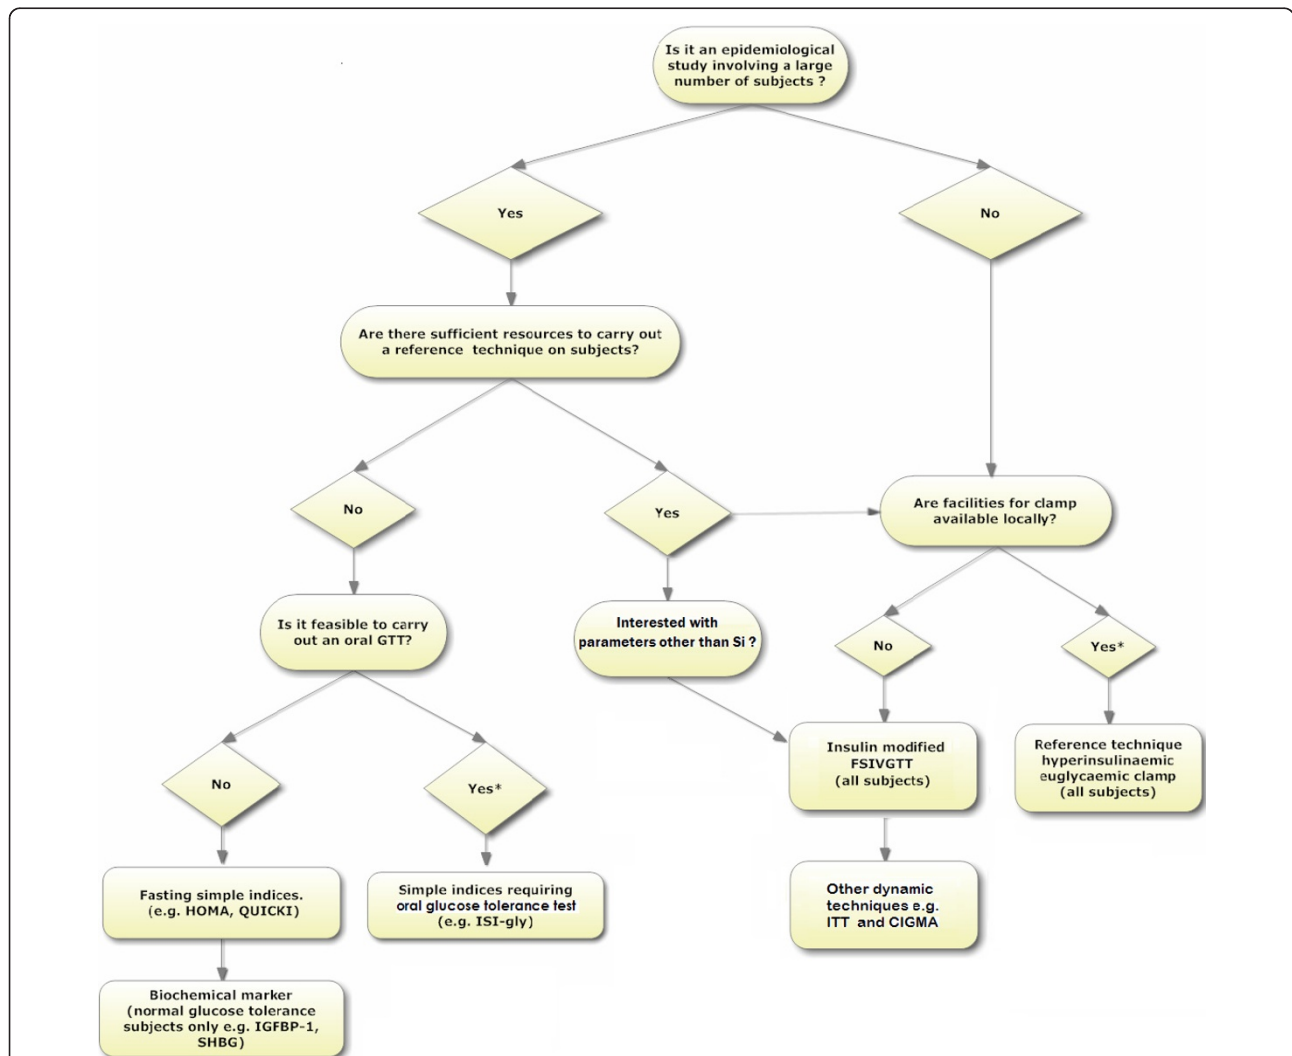 Is it an epidemiological
study involving a large
number of subjects ?
Yes
No
Are there sufficient resources to carry out
a reference technique on subjects?
No
Yes
Are facilities for clamp
available locally?
Is it feasible to carry
out an oral GTT?
Interested with
parameters other than Si ?
No
Yes*
No
Yes*
Insulin modified
FSIVGTT
(all subjects)
Reference technique
hyperinsulinaemic
euglycaemic clamp
(all subjects)
Fasting simple indices.
(e.g. HOMA, QUICKI)
Simple indices requiring
oral glucose tolerance test
(e.g. ISI-gly)
Other dynamic
techniques e.g.
ITT and CIGMA
Biochemical marker
(normal glucose tolerance
subjects only e.g. IGFBP-1,
SHBG)